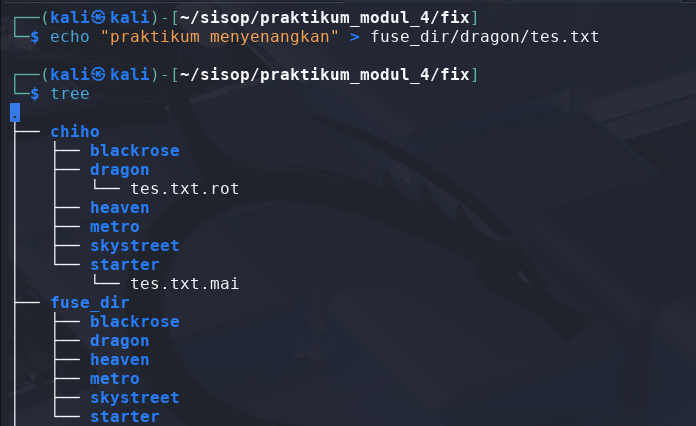 ┌──(kali㉿kali)-[~/sisop/praktikum_modul_4/fix]
└─$ echo "praktikum menyenangkan" > fuse_dir/dragon/tes.txt
┌──(kali㉿kali)-[~/sisop/praktikum_modul_4/fix]
└─$ tree
.
├── chiho
│   ├── blackrose
│   ├── dragon
│   │   └── tes.txt.rot
│   ├── heaven
│   ├── metro
│   ├── skystreet
│   └── starter
│       └── tes.txt.mai
├── fuse_dir
│   ├── blackrose
│   ├── dragon
│   ├── heaven
│   ├── metro
│   ├── skystreet
│   └── starter